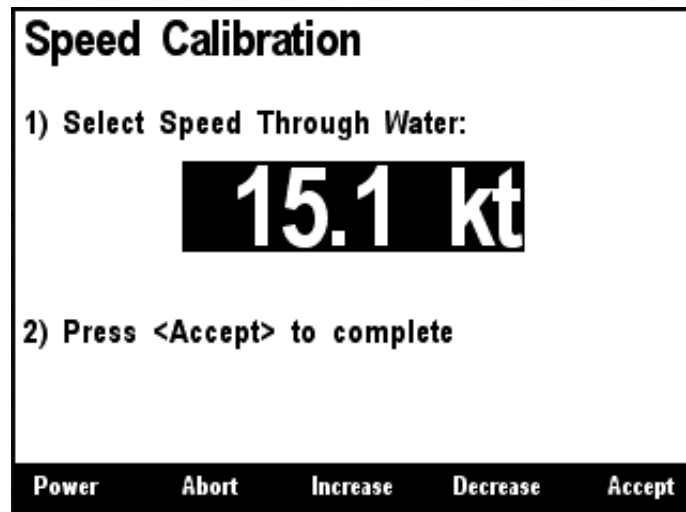 Speed Calibration
1) Select Speed Through Water:
15.1 kt
2) Press <Accept> to complete
Power Abort Increase Decrease Accept